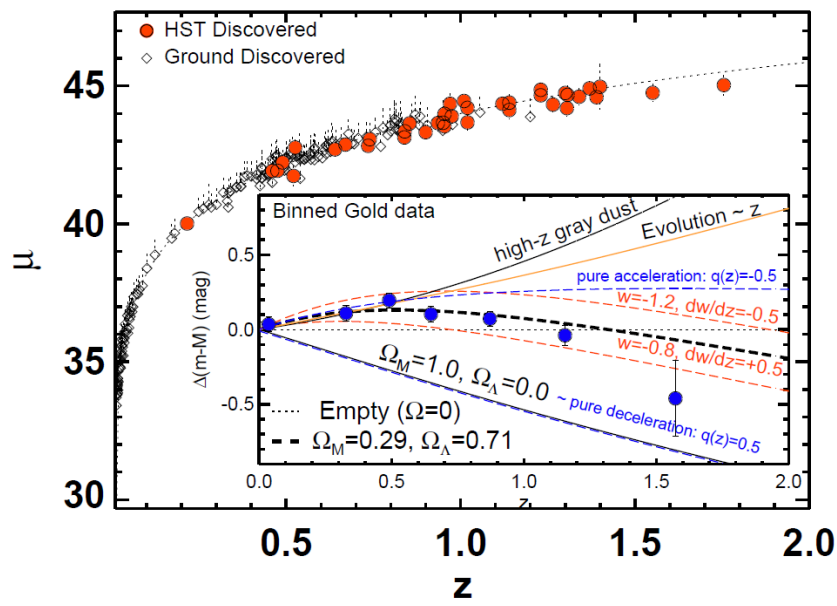 HST Discovered
Ground Discovered
45
40
35
30
μ
0.5
1.0
1.5
2.0
z
Binned Gold data
high-z gray dust
Evolution ~ z
pure acceleration: q(z)=-0.5
w=-1.2, dw/dz=-0.5
w=-0.8, dw/dz=+0.5
Ω_M=1.0, Ω_Λ=0.0
~ pure deceleration: q(z)=0.5
Empty (Ω=0)
Ω_M=0.29, Ω_Λ=0.71
Δ(m-M) (mag)
0.5
0.0
-0.5
0.0
0.5
1.0
1.5
2.0
z